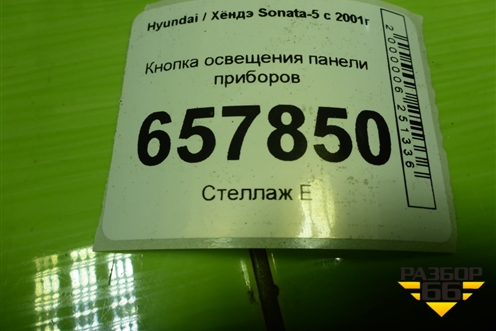 Hyundai / Хёндэ Sonata-5 с 2001г
Кнопка освещения панели
приборов
657850
Стеллаж Е
2000006251336
РАЗБОР
66